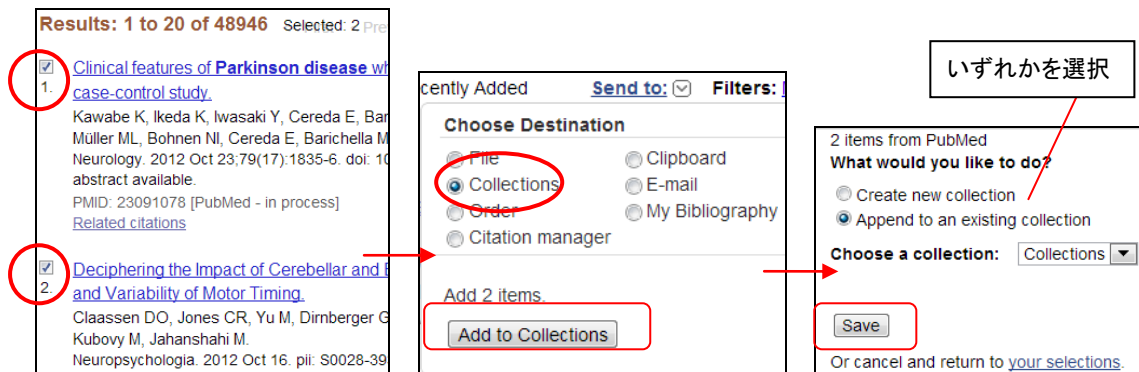 Results: 1 to 20 of 48946 Selected: 2 Pre
1.
Clinical features of Parkinson disease wh
case-control study.
Kawabe K, Ikeda K, Iwasaki Y, Cereda E, Bar
Müller ML, Bohnen NI, Cereda E, Barichella M
Neurology. 2012 Oct 23;79(17):1835-6. doi: 10
abstract available.
PMID: 23091078 [PubMed - in process]
Related citations
2.
Deciphering the Impact of Cerebellar and
and Variability of Motor Timing.
Claassen DO, Jones CR, Yu M, Dirnberger G
Kubovy M, Jahanshahi M.
Neuropsychologia. 2012 Oct 16. pii: S0028-39
cently Added Send to: Filters:
Choose Destination
File
Clipboard
Collections
E-mail
Order
My Bibliography
Citation manager
Add 2 items.
Add to Collections
いずれかを選択
2 items from PubMed
What would you like to do?
Create new collection
Append to an existing collection
Choose a collection: Collections
Save
Or cancel and return to your selections.